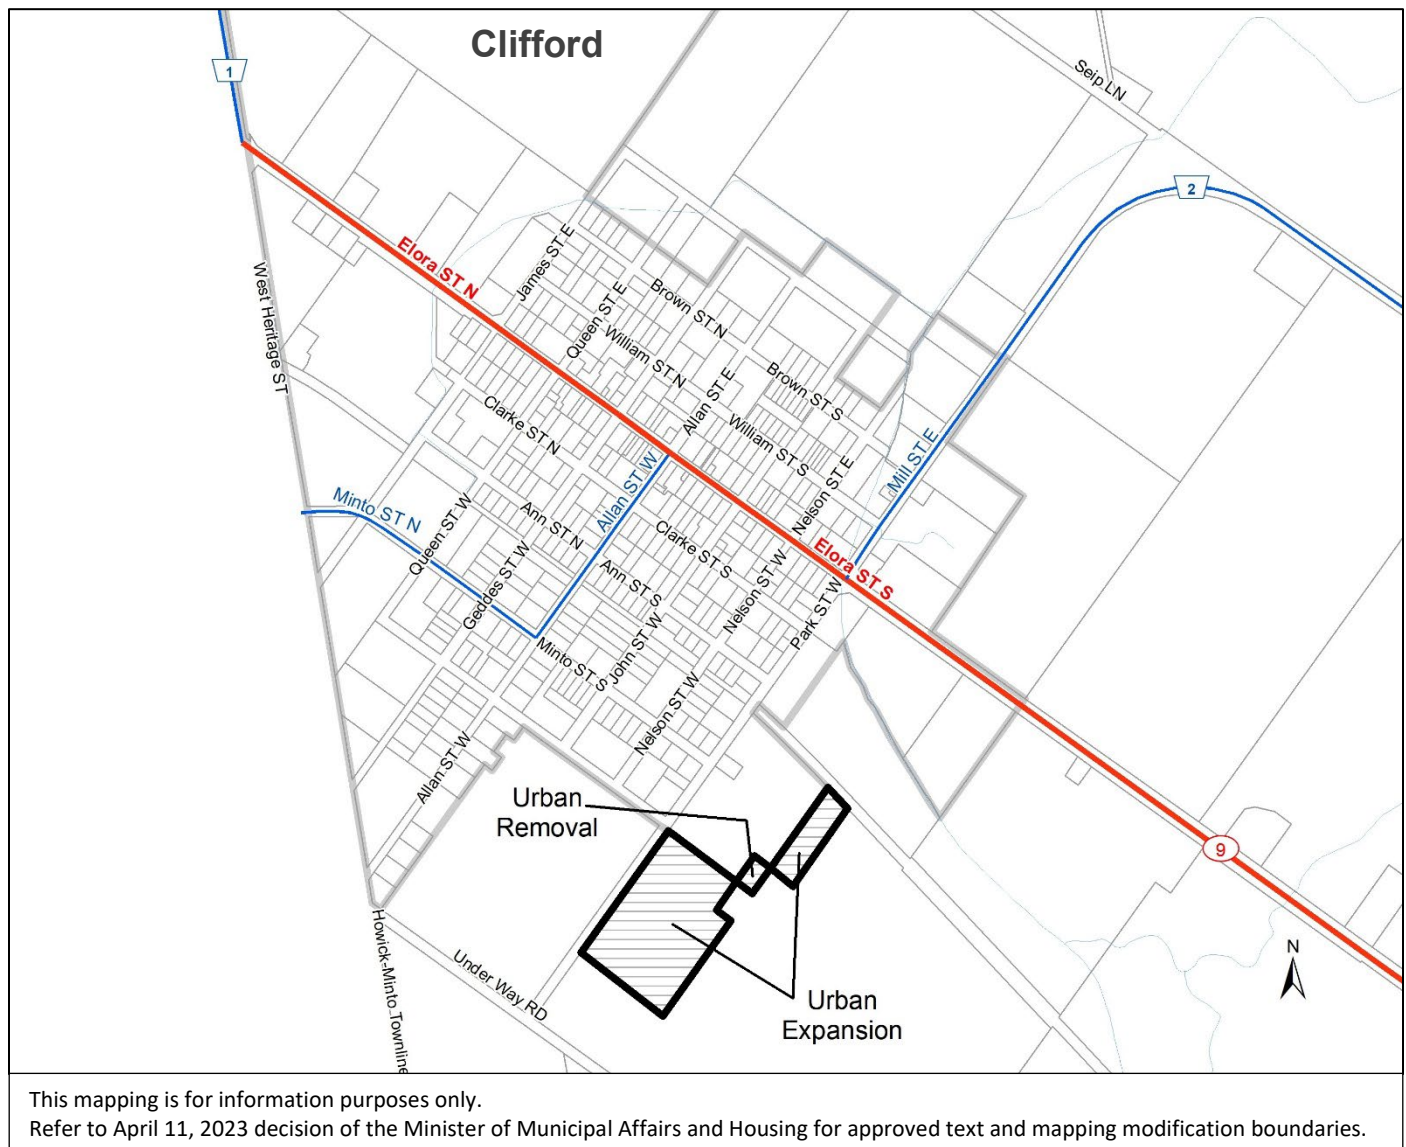 Clifford
1
Seip LN
2
Elora ST N
West Heritage ST
James ST E
Queen ST E
Brown ST N
William ST N
Allan ST E
Brown ST S
William ST S
Clarke ST N
Nelson ST E
Mill ST E
Minto ST N
Queen ST W
Ann ST N
Allan ST W
Clarke ST S
Elora ST S
Geddes ST W
Ann ST S
Nelson ST W
Park ST W
Minto ST S
John ST W
Nelson ST W
Allan ST W
Urban
Removal
9
Howick-Minto Townline
Under Way RD
Urban
Expansion
N
This mapping is for information purposes only.
Refer to April 11, 2023 decision of the Minister of Municipal Affairs and Housing for approved text and mapping modification boundaries.